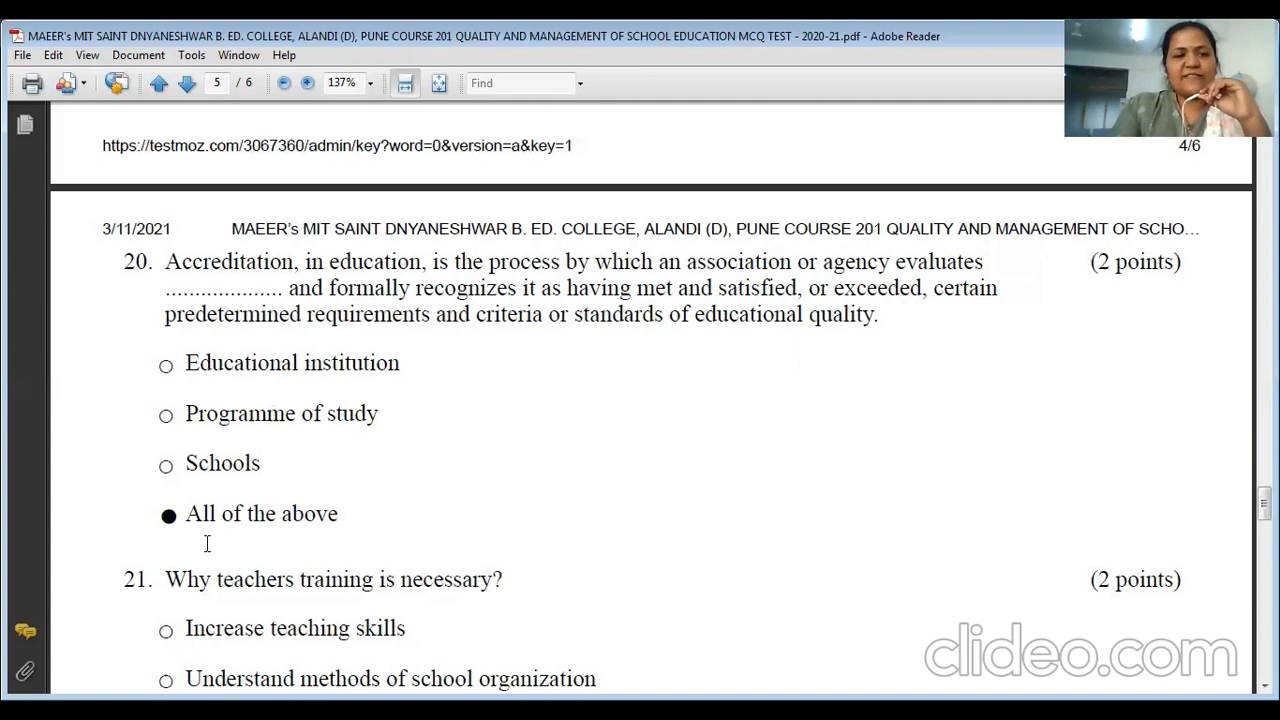 MAEER's MIT SAINT DNYANESHWAR B. ED. COLLEGE, ALANDI (D), PUNE COURSE 201 QUALITY AND MANAGEMENT OF SCHOOL EDUCATION MCQ TEST - 2020-21.pdf - Adobe Reader
File Edit View Document Tools Window Help
5 / 6 137% Find
https://testmoz.com/3067360/admin/key?word=0&version=a&key=1 4/6
3/11/2021 MAEER's MIT SAINT DNYANESHWAR B. ED. COLLEGE, ALANDI (D), PUNE COURSE 201 QUALITY AND MANAGEMENT OF SCHO…
20. Accreditation, in education, is the process by which an association or agency evaluates (2 points)
.................... and formally recognizes it as having met and satisfied, or exceeded, certain
predetermined requirements and criteria or standards of educational quality.
Educational institution
Programme of study
Schools
All of the above
21. Why teachers training is necessary? (2 points)
Increase teaching skills
Understand methods of school organization
clideo.com